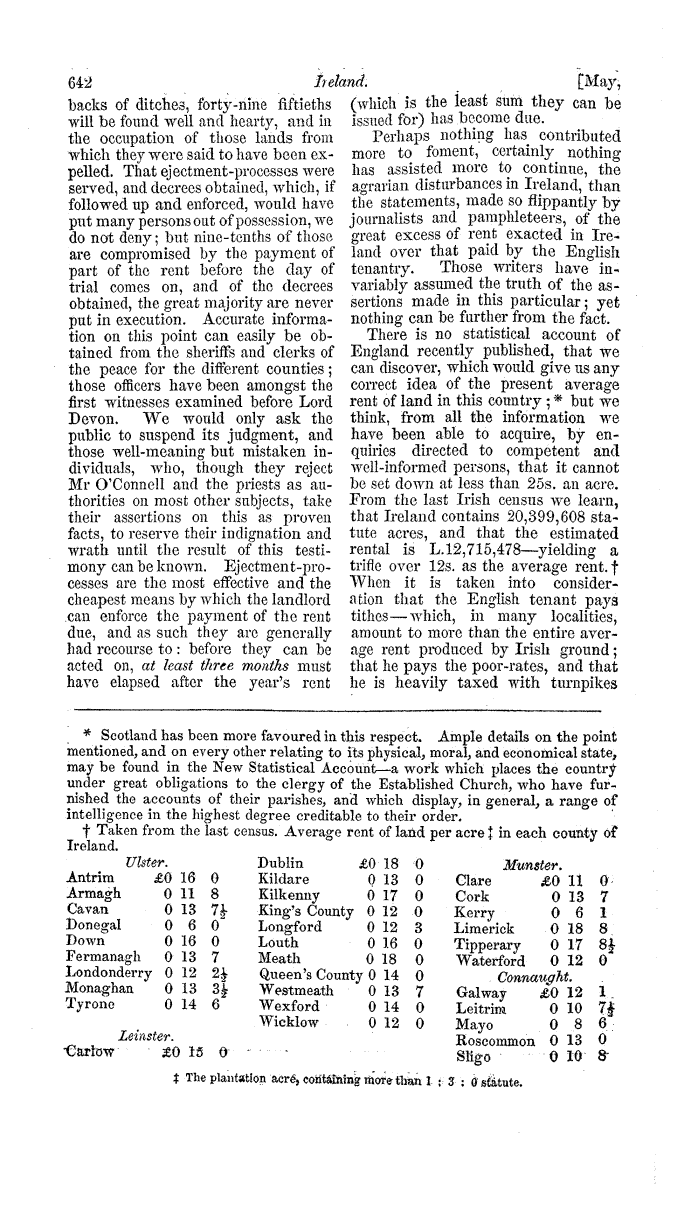 642
Ireland.
[May,
backs of ditches, forty-nine fiftieths
will be found well and hearty, and in
the occupation of those lands from
which they were said to have been ex-
pelled. That ejectment-processes were
served, and decrees obtained, which, if
followed up and enforced, would have
put many persons out of possession, we
do not deny; but nine-tenths of those
are compromised by the payment of
part of the rent before the day of
trial comes on, and of the decrees
obtained, the great majority are never
put in execution. Accurate informa-
tion on this point can easily be ob-
tained from the sheriffs and clerks of
the peace for the different counties;
those officers have been amongst the
first witnesses examined before Lord
Devon. We would only ask the
public to suspend its judgment, and
those well-meaning but mistaken in-
dividuals, who, though they reject
Mr O'Connell and the priests as au-
thorities on most other subjects, take
their assertions on this as proven
facts, to reserve their indignation and
wrath until the result of this testi-
mony can be known. Ejectment-pro-
cesses are the most effective and the
cheapest means by which the landlord
can enforce the payment of the rent
due, and as such they are generally
had recourse to: before they can be
acted on, at least three months must
have elapsed after the year's rent
(which is the least sum they can be
issued for) has become due.
Perhaps nothing has contributed
more to foment, certainly nothing
has assisted more to continue, the
agrarian disturbances in Ireland, than
the statements, made so flippantly by
journalists and pamphleteers, of the
great excess of rent exacted in Ire-
land over that paid by the English
tenantry. Those writers have in-
variably assumed the truth of the as-
sertions made in this particular; yet
nothing can be further from the fact.
There is no statistical account of
England recently published, that we
can discover, which would give us any
correct idea of the present average
rent of land in this country;* but we
think, from all the information we
have been able to acquire, by en-
quiries directed to competent and
well-informed persons, that it cannot
be set down at less than 25s. an acre.
From the last Irish census we learn,
that Ireland contains 20,399,608 sta-
tute acres, and that the estimated
rental is L.12,715,478—yielding a
trifle over 12s. as the average rent.†
When it is taken into consider-
ation that the English tenant pays
tithes—which, in many localities,
amount to more than the entire aver-
age rent produced by Irish ground;
that he pays the poor-rates, and that
he is heavily taxed with turnpikes
* Scotland has been more favoured in this respect. Ample details on the point
mentioned, and on every other relating to its physical, moral, and economical state,
may be found in the New Statistical Account—a work which places the country
under great obligations to the clergy of the Established Church, who have fur-
nished the accounts of their parishes, and which display, in general, a range of
intelligence in the highest degree creditable to their order.
† Taken from the last census. Average rent of land per acre ‡ in each county of
Ireland.
Ulster.
Antrim £0 16 0
Armagh 0 11 8
Cavan 0 13 7½
Donegal 0 6 0
Down 0 16 0
Fermanagh 0 13 7
Londonderry 0 12 2½
Monaghan 0 13 3½
Tyrone 0 14 6
Leinster.
Carlow £0 15 0
Dublin £0 18 0
Kildare 0 13 0
Kilkenny 0 17 0
King's County 0 12 0
Longford 0 12 3
Louth 0 16 0
Meath 0 18 0
Queen's County 0 14 0
Westmeath 0 13 7
Wexford 0 14 0
Wicklow 0 12 0
Munster.
Clare £0 11 0
Cork 0 13 7
Kerry 0 6 1
Limerick 0 18 8
Tipperary 0 17 8½
Waterford 0 12 0
Connaught.
Galway £0 12 1
Leitrim 0 10 7½
Mayo 0 8 6
Roscommon 0 13 0
Sligo 0 10 8
‡ The plantation acre, containing more than 1 : 3 : 0 statute.